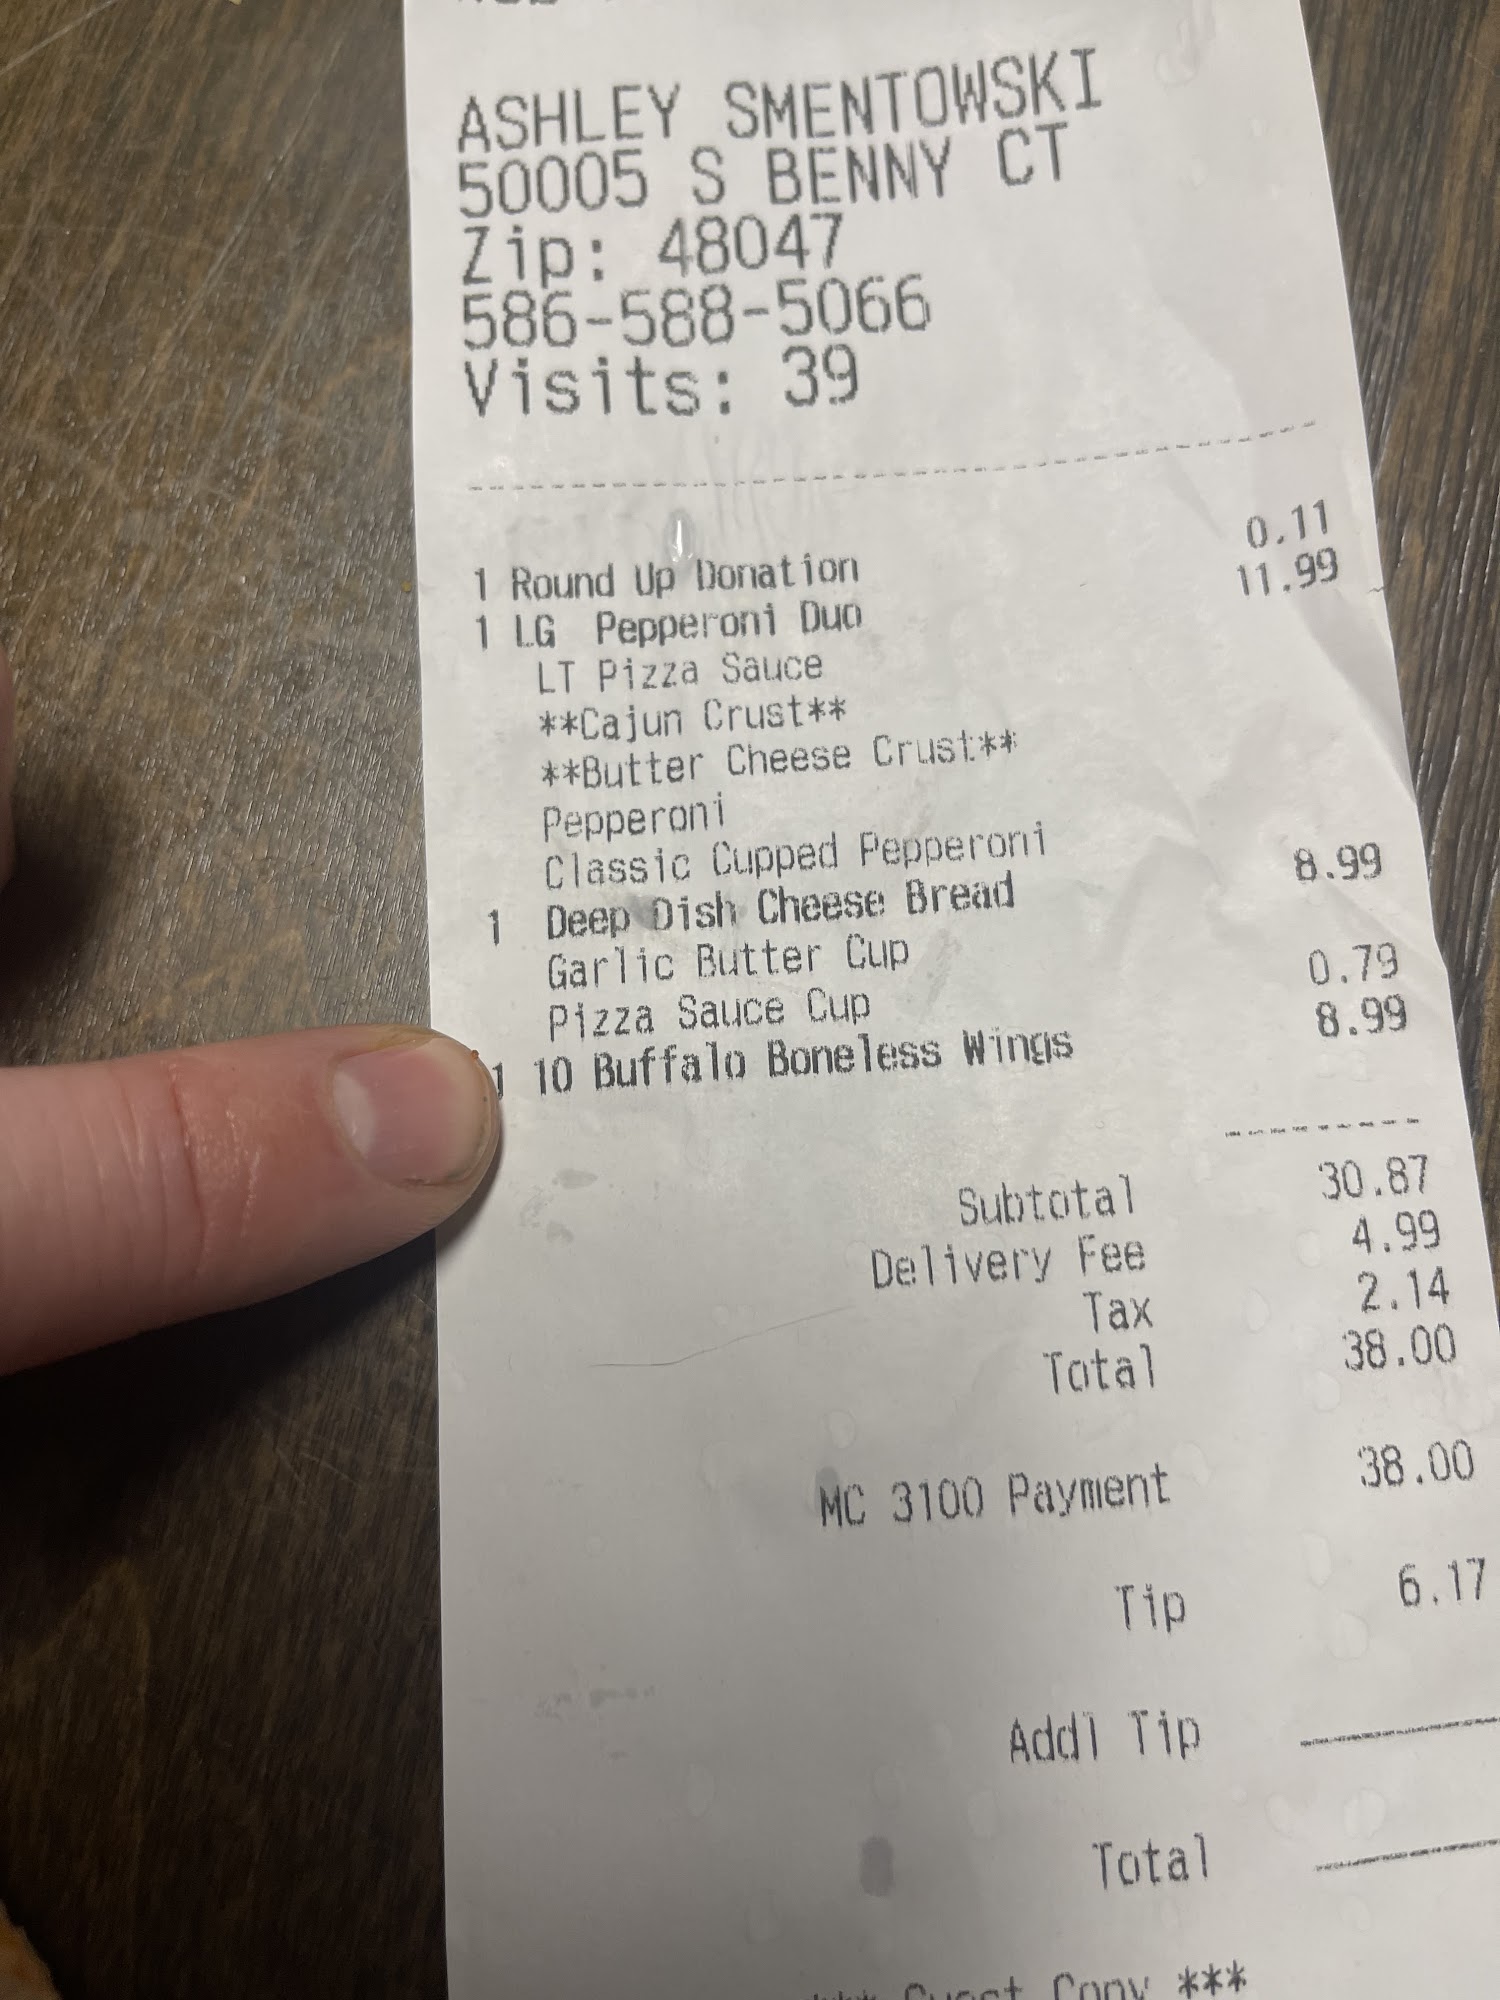 ASHLEY SMENTOWSKI
50005 S BENNY CT
Zip: 48047
586-588-5066
Visits: 39
1 Round Up Donation 0.11
1 LG Pepperoni Duo 11.99
LT Pizza Sauce
**Cajun Crust**
**Butter Cheese Crust**
Pepperoni
Classic Cupped Pepperoni
1 Deep Dish Cheese Bread 8.99
Garlic Butter Cup
Pizza Sauce Cup 0.79
1 10 Buffalo Boneless Wings 8.99
Subtotal 30.87
Delivery Fee 4.99
Tax 2.14
Total 38.00
MC 3100 Payment 38.00
Tip 6.17
Addl Tip
Total
Guest Copy ***